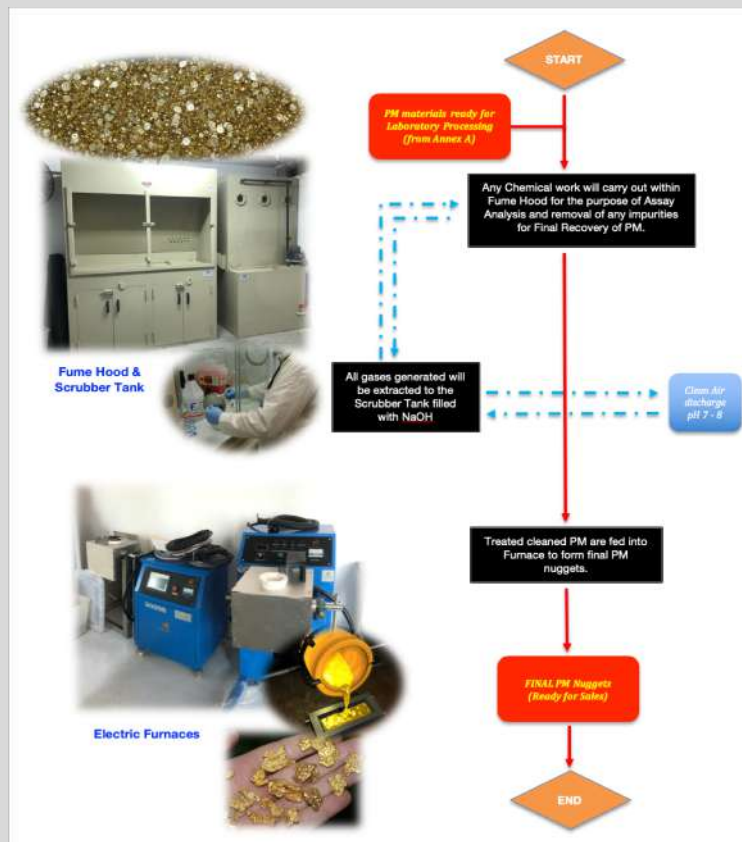 START
PM materials ready for
Laboratory Processing
(from Annex A)
Any Chemical work will carry out within
Fume Hood for the purpose of Assay
Analysis and removal of any impurities
for Final Recovery of PM.
Fume Hood &
Scrubber Tank
All gases generated will
be extracted to the
Scrubber Tank filled
with NaOH
Clean Air
discharge
pH 7 - 8
Treated cleaned PM are fed into
Furnace to form final PM
nuggets.
FINAL PM Nuggets
(Ready for Sales)
Electric Furnaces
END